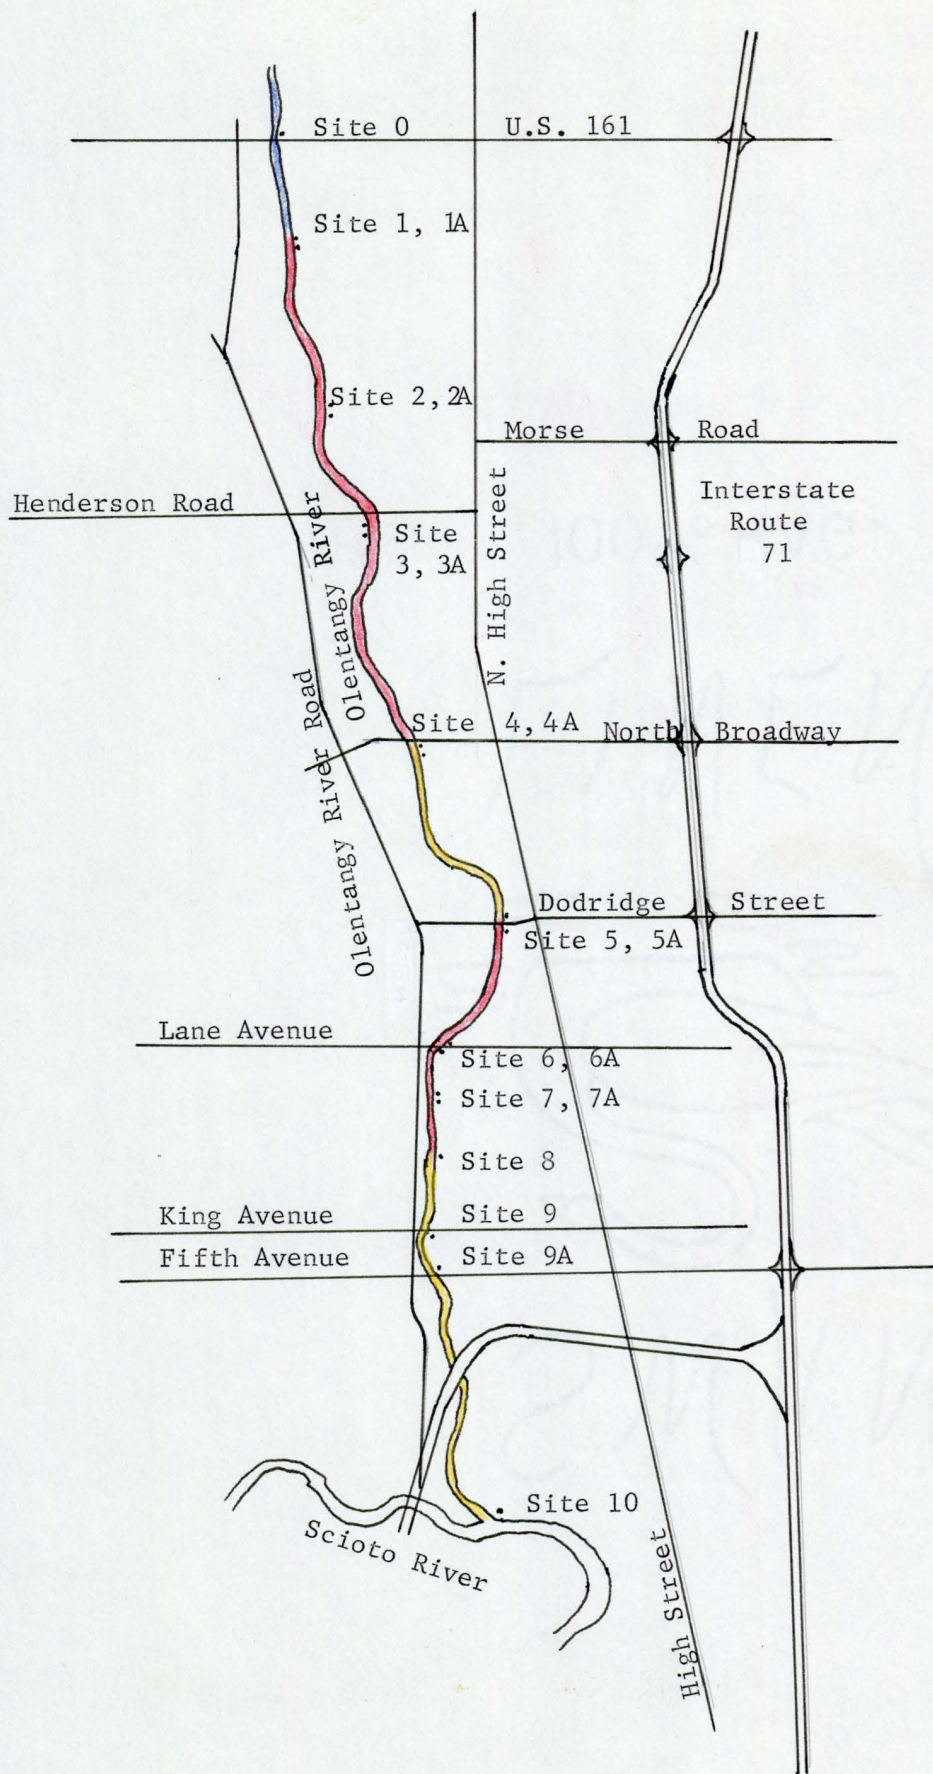 Site 0
U.S. 161
Site 1, 1A
Site 2, 2A
Morse Road
Henderson Road
Interstate
Route
71
Site
3, 3A
Olentangy River
N. High Street
Site 4, 4A
North Broadway
Olentangy River Road
Dodridge Street
Site 5, 5A
Lane Avenue
Site 6, 6A
Site 7, 7A
Site 8
King Avenue
Site 9
Fifth Avenue
Site 9A
Site 10
Scioto River
High Street